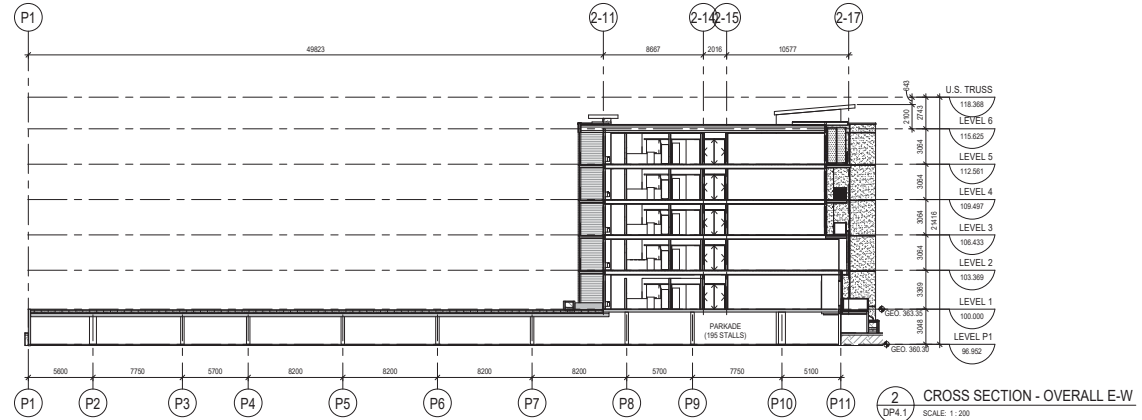 P1 2-11 2-14 2-15 2-17
49823 8667 2016 10577
643
U.S. TRUSS
118.368
2100 2743
LEVEL 6
115.625
3064
LEVEL 5
112.561
3064
LEVEL 4
109.497
3064 21416
LEVEL 3
106.433
3064
LEVEL 2
103.369
3369
LEVEL 1
100.000
GEO. 363.35
3048
PARKADE
(195 STALLS)
LEVEL P1
96.952
GEO. 360.30
5600 7750 5700 8200 8200 8200 8200 5700 7750 5100
P1 P2 P3 P4 P5 P6 P7 P8 P9 P10 P11
2 CROSS SECTION - OVERALL E-W
DP4.1 SCALE: 1 : 200